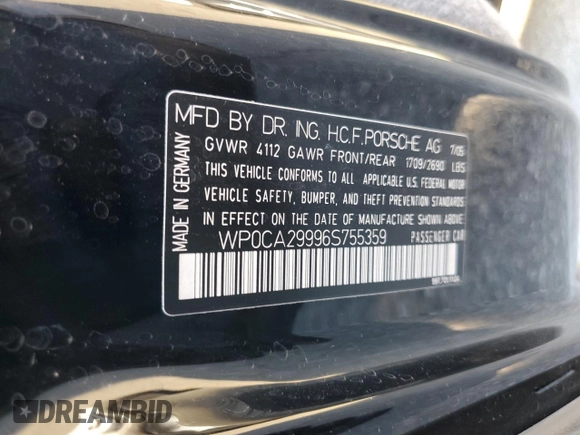 MFD BY DR. ING. H.C.F. PORSCHE AG 7/05
GVWR 4112 GAWR FRONT/REAR 1709/2690 LBS
THIS VEHICLE CONFORMS TO ALL APPLICABLE U.S. FEDERAL MOTOR
VEHICLE SAFETY, BUMPER, AND THEFT PREVENTION STANDARDS
IN EFFECT ON THE DATE OF MANUFACTURE SHOWN ABOVE.
WP0CA29996S755359 PASSENGER CAR
MADE IN GERMANY
DREAMBID